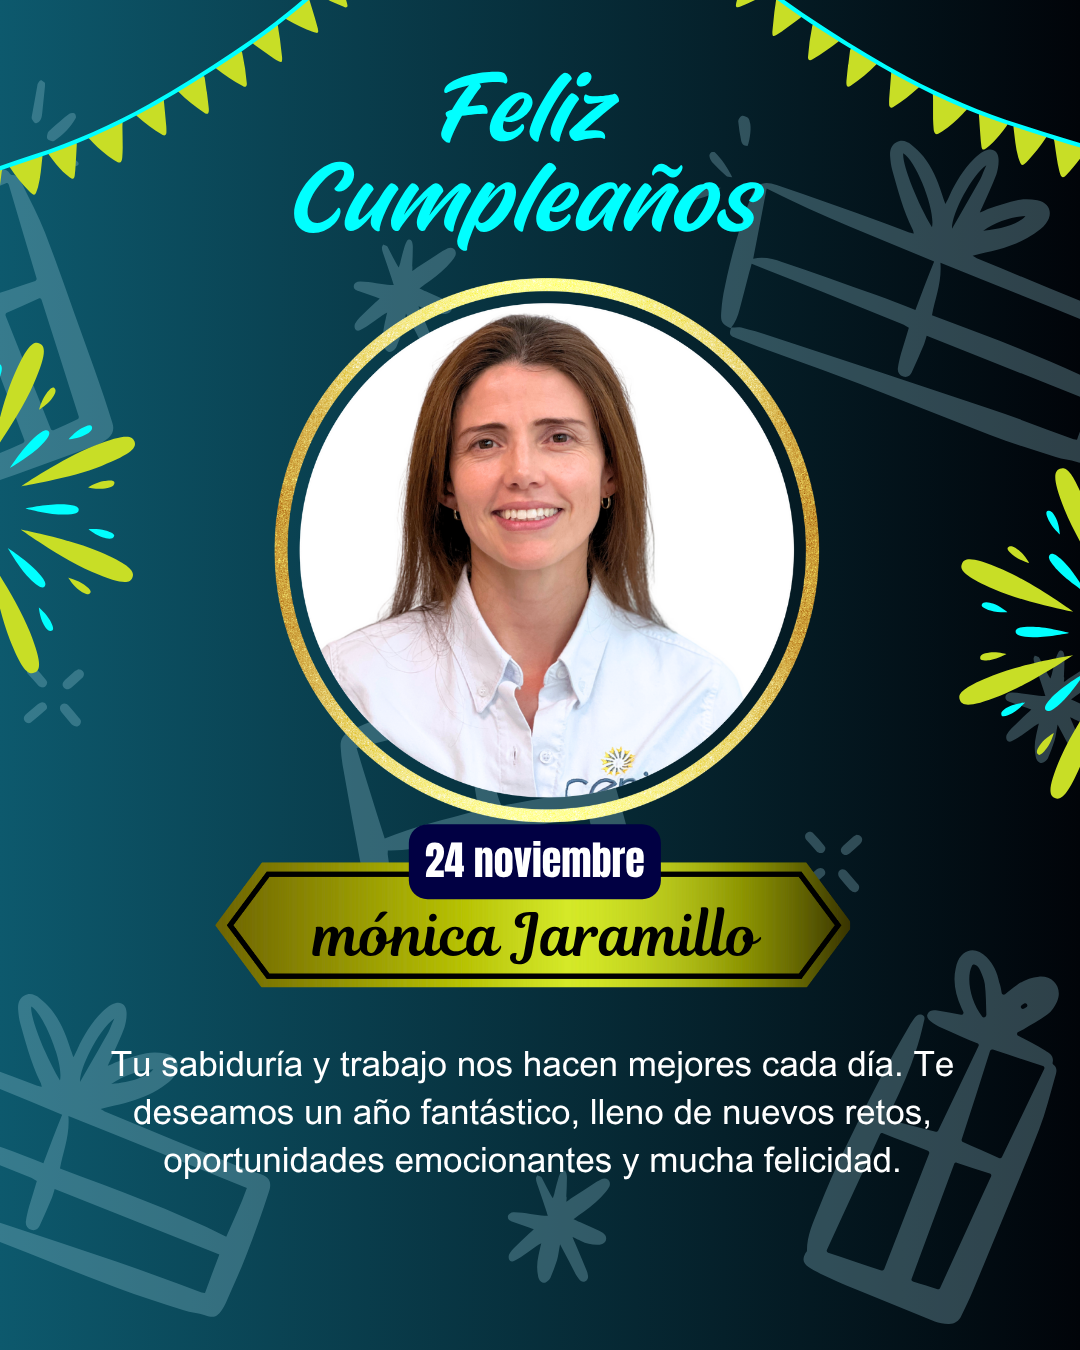 Feliz
Cumpleaños
24 noviembre
mónica Jaramillo
Tu sabiduría y trabajo nos hacen mejores cada día. Te
deseamos un año fantástico, lleno de nuevos retos,
oportunidades emocionantes y mucha felicidad.